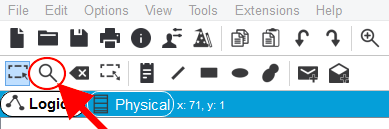 File Edit Options View Tools Extensions Help
Logic Physical x: 71, y: 1